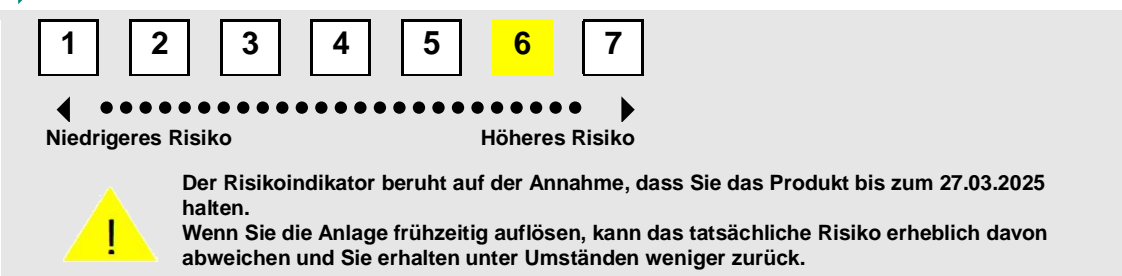 1 2 3 4 5 6 7
Niedrigeres Risiko Höheres Risiko
Der Risikoindikator beruht auf der Annahme, dass Sie das Produkt bis zum 27.03.2025
halten.
!
Wenn Sie die Anlage frühzeitig auflösen, kann das tatsächliche Risiko erheblich davon
abweichen und Sie erhalten unter Umständen weniger zurück.